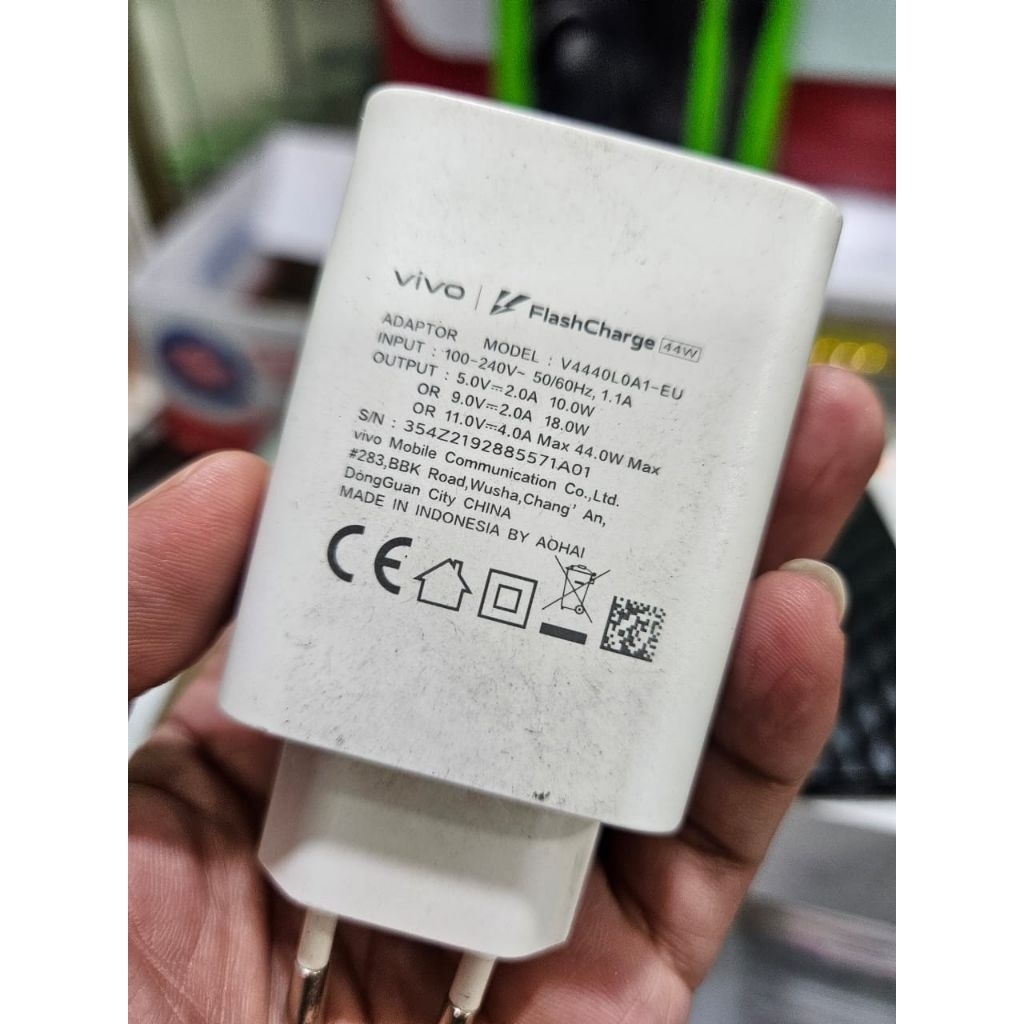 vivo | FlashCharge 44W
ADAPTOR MODEL : V4440L0A1-EU
INPUT : 100-240V~ 50/60Hz, 1.1A
OUTPUT : 5.0V⎓2.0A 10.0W
OR 9.0V⎓2.0A 18.0W
OR 11.0V⎓4.0A Max 44.0W Max
S/N : 354Z2192885571A01
vivo Mobile Communication Co.,Ltd.
#283,BBK Road,Wusha,Chang' An,
DongGuan City CHINA
MADE IN INDONESIA BY AOHAI
CE